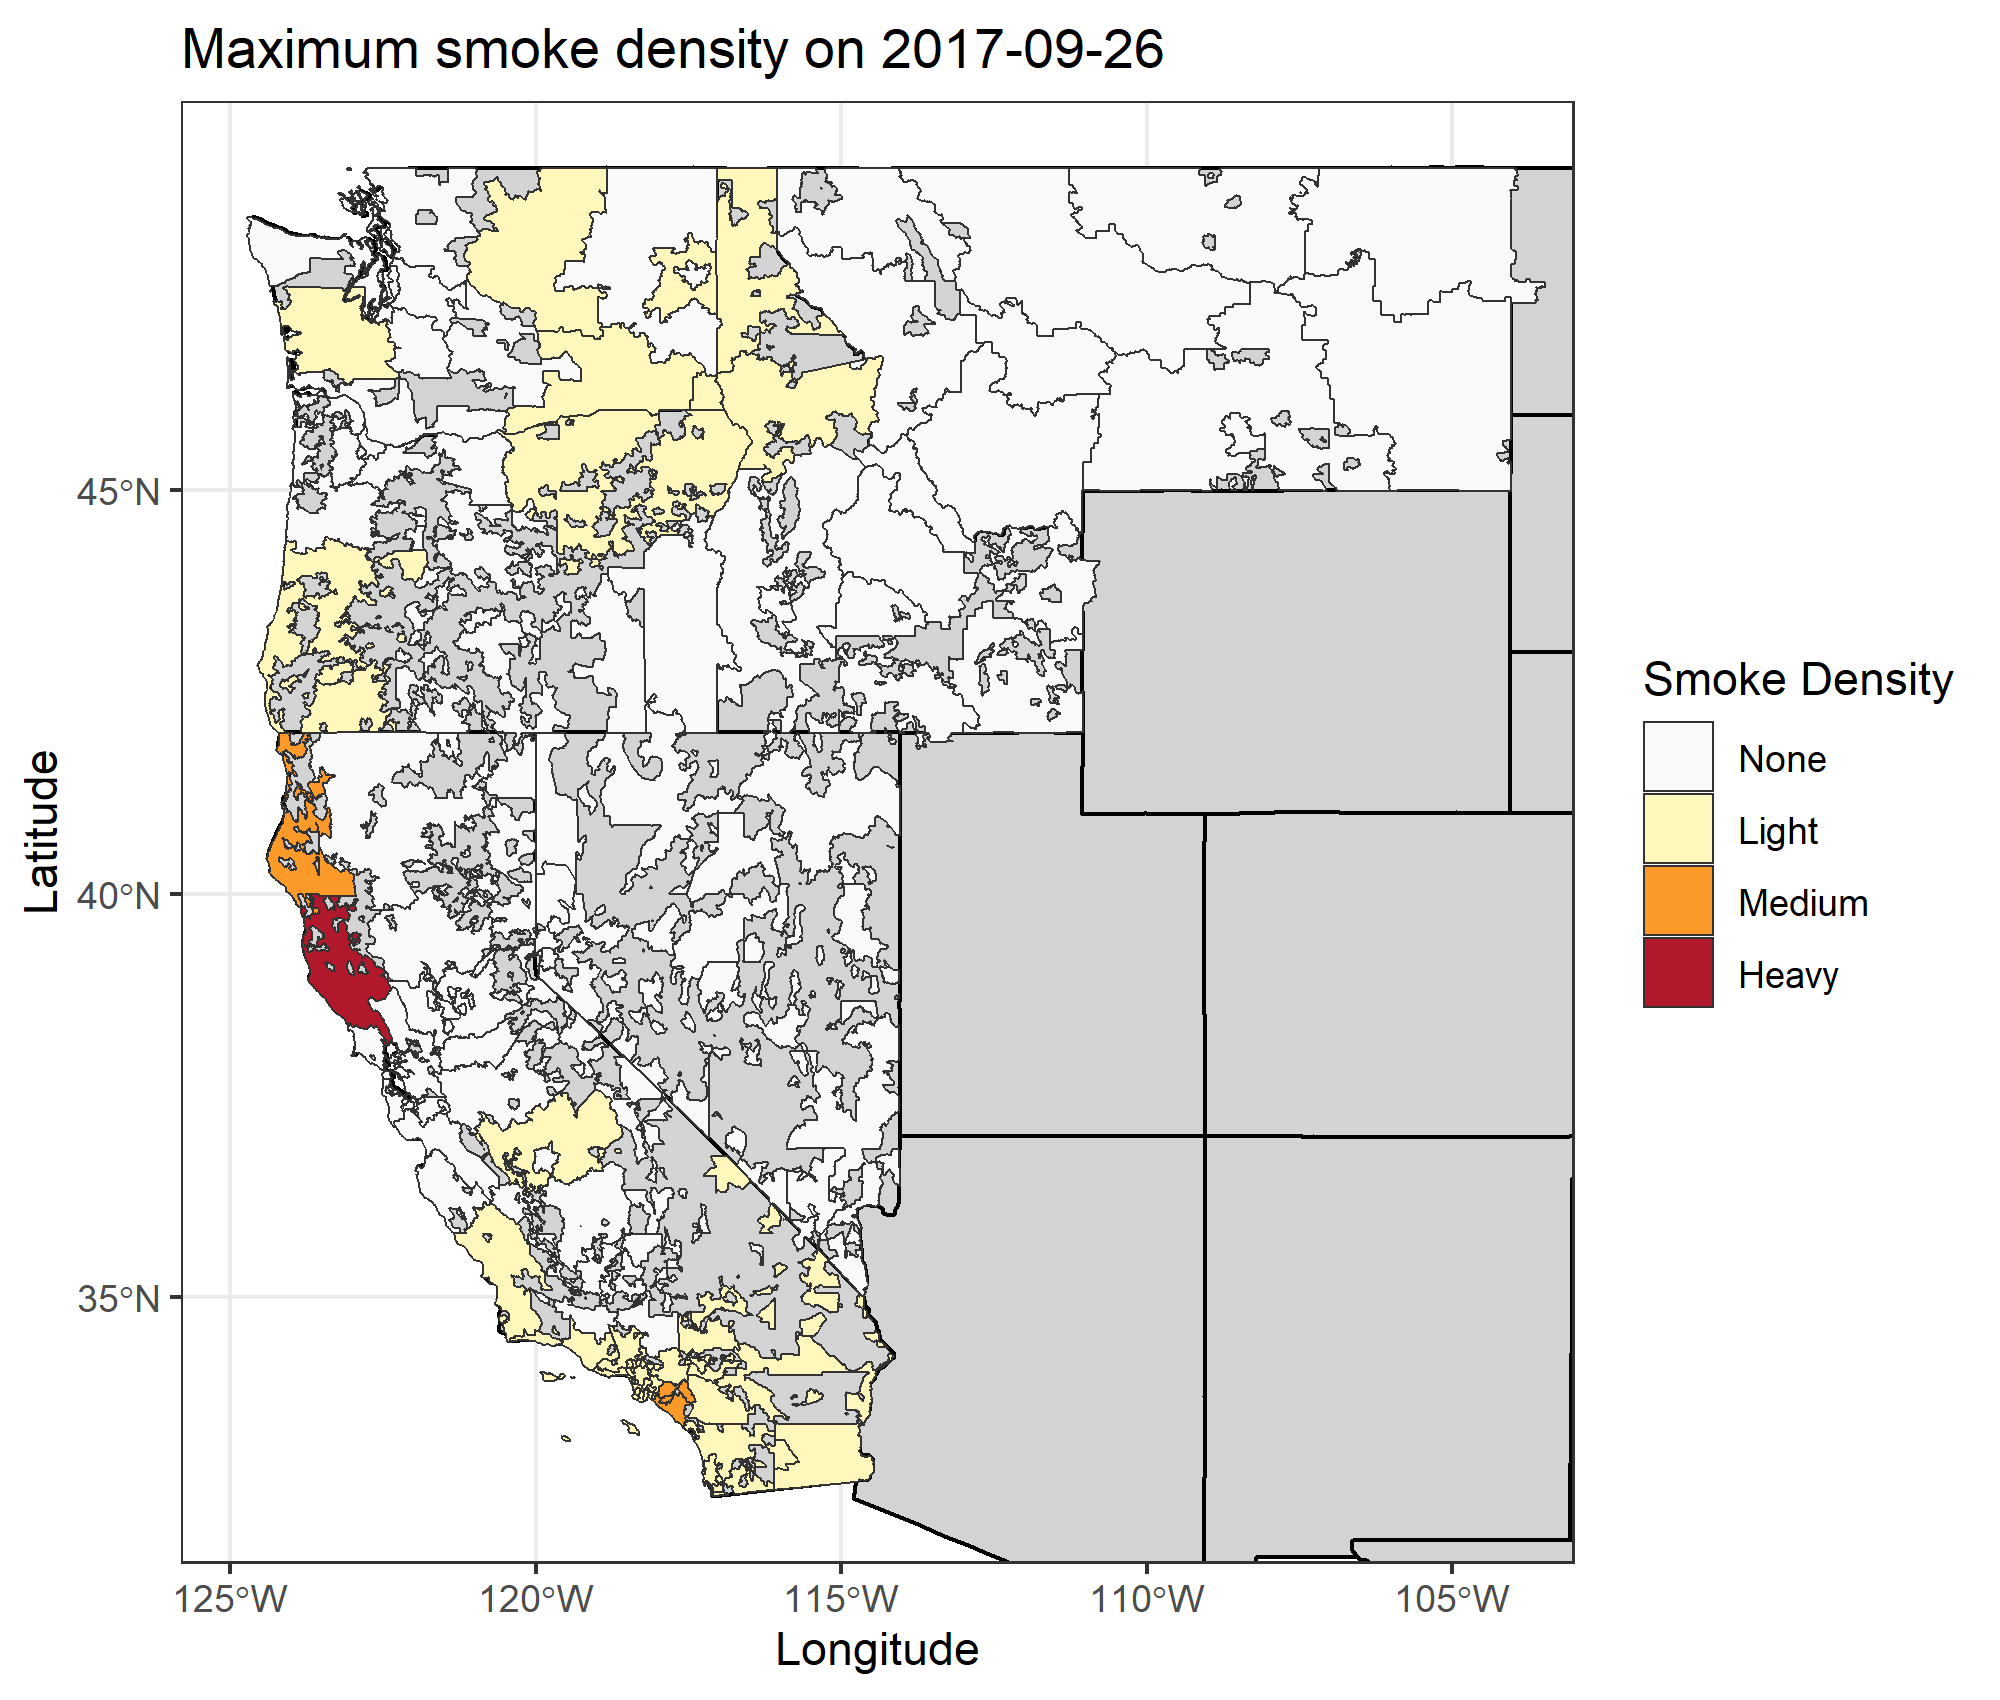 Maximum smoke density on 2017-09-26
45°N
40°N
35°N
Latitude
125°W
120°W
115°W
110°W
105°W
Longitude
Smoke Density
None
Light
Medium
Heavy